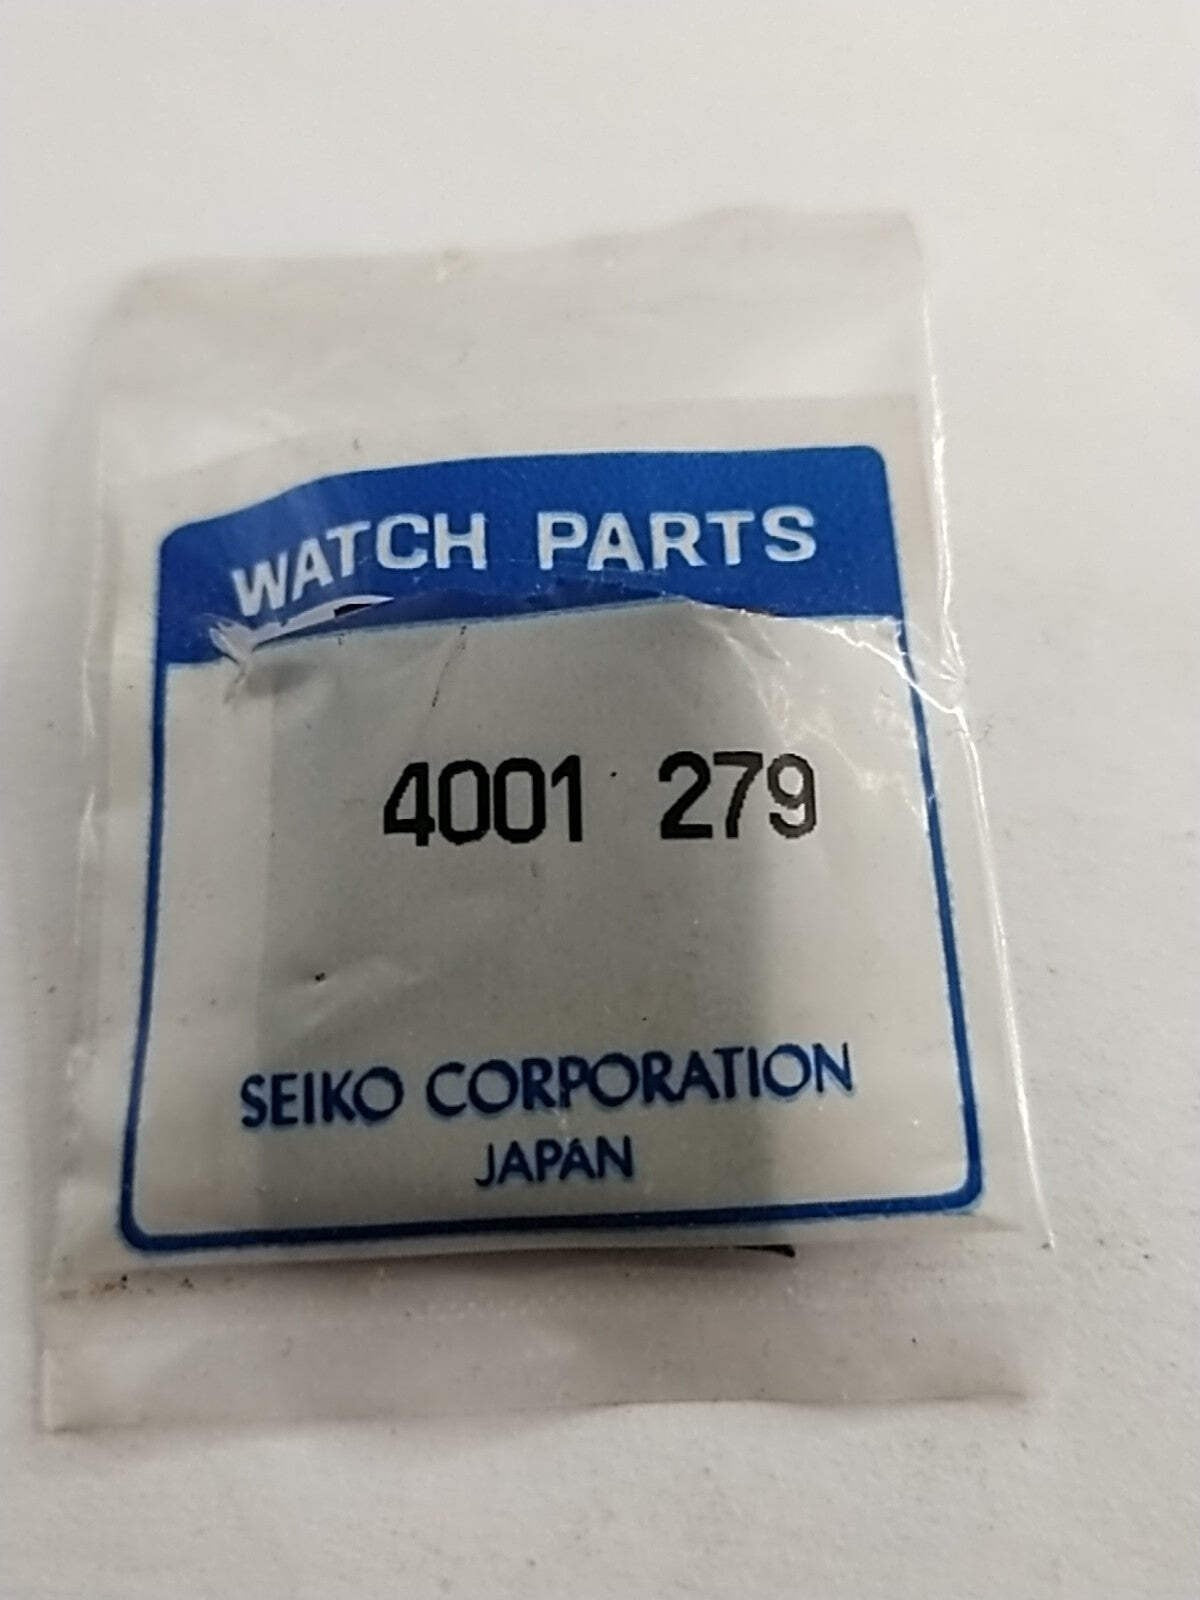 WATCH PARTS
4001 279
SEIKO CORPORATION
JAPAN